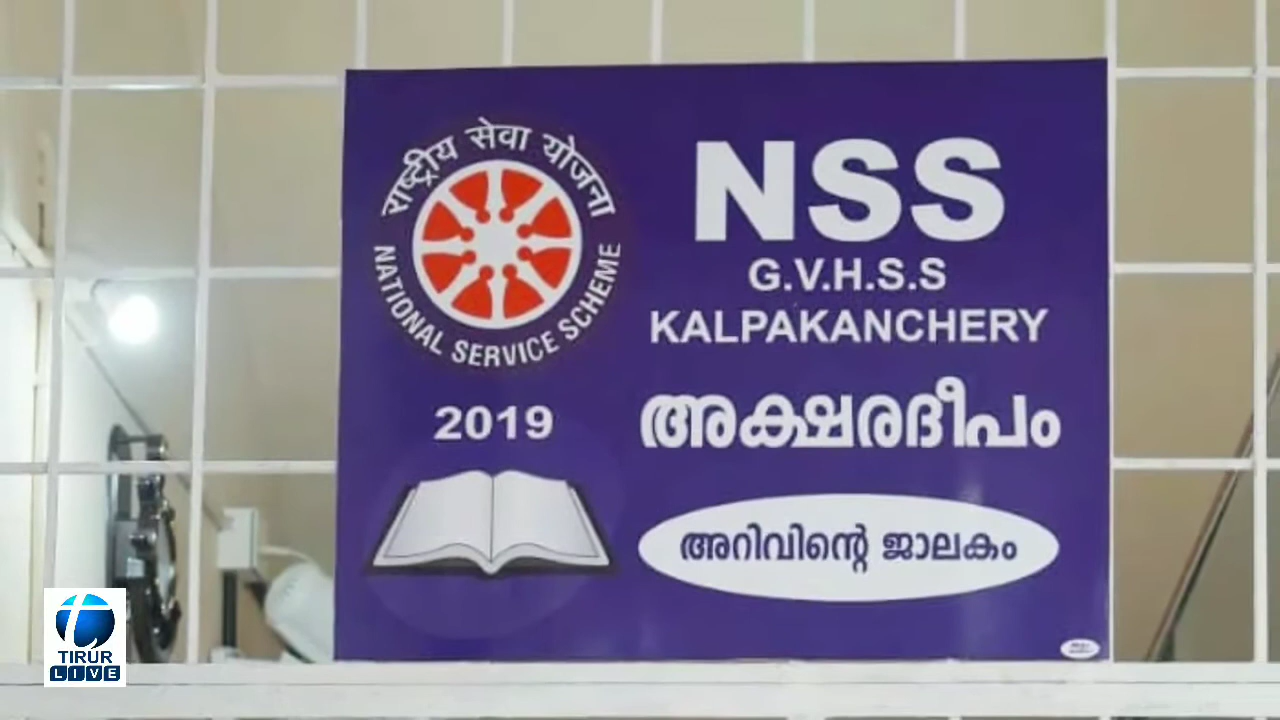 राष्ट्रीय सेवा योजना
NATIONAL SERVICE SCHEME
NSS
G.V.H.S.S
KALPAKANCHERY
2019
അക്ഷരദീപം
അറിവിന്റെ ജാലകം
TIRUR
LIVE